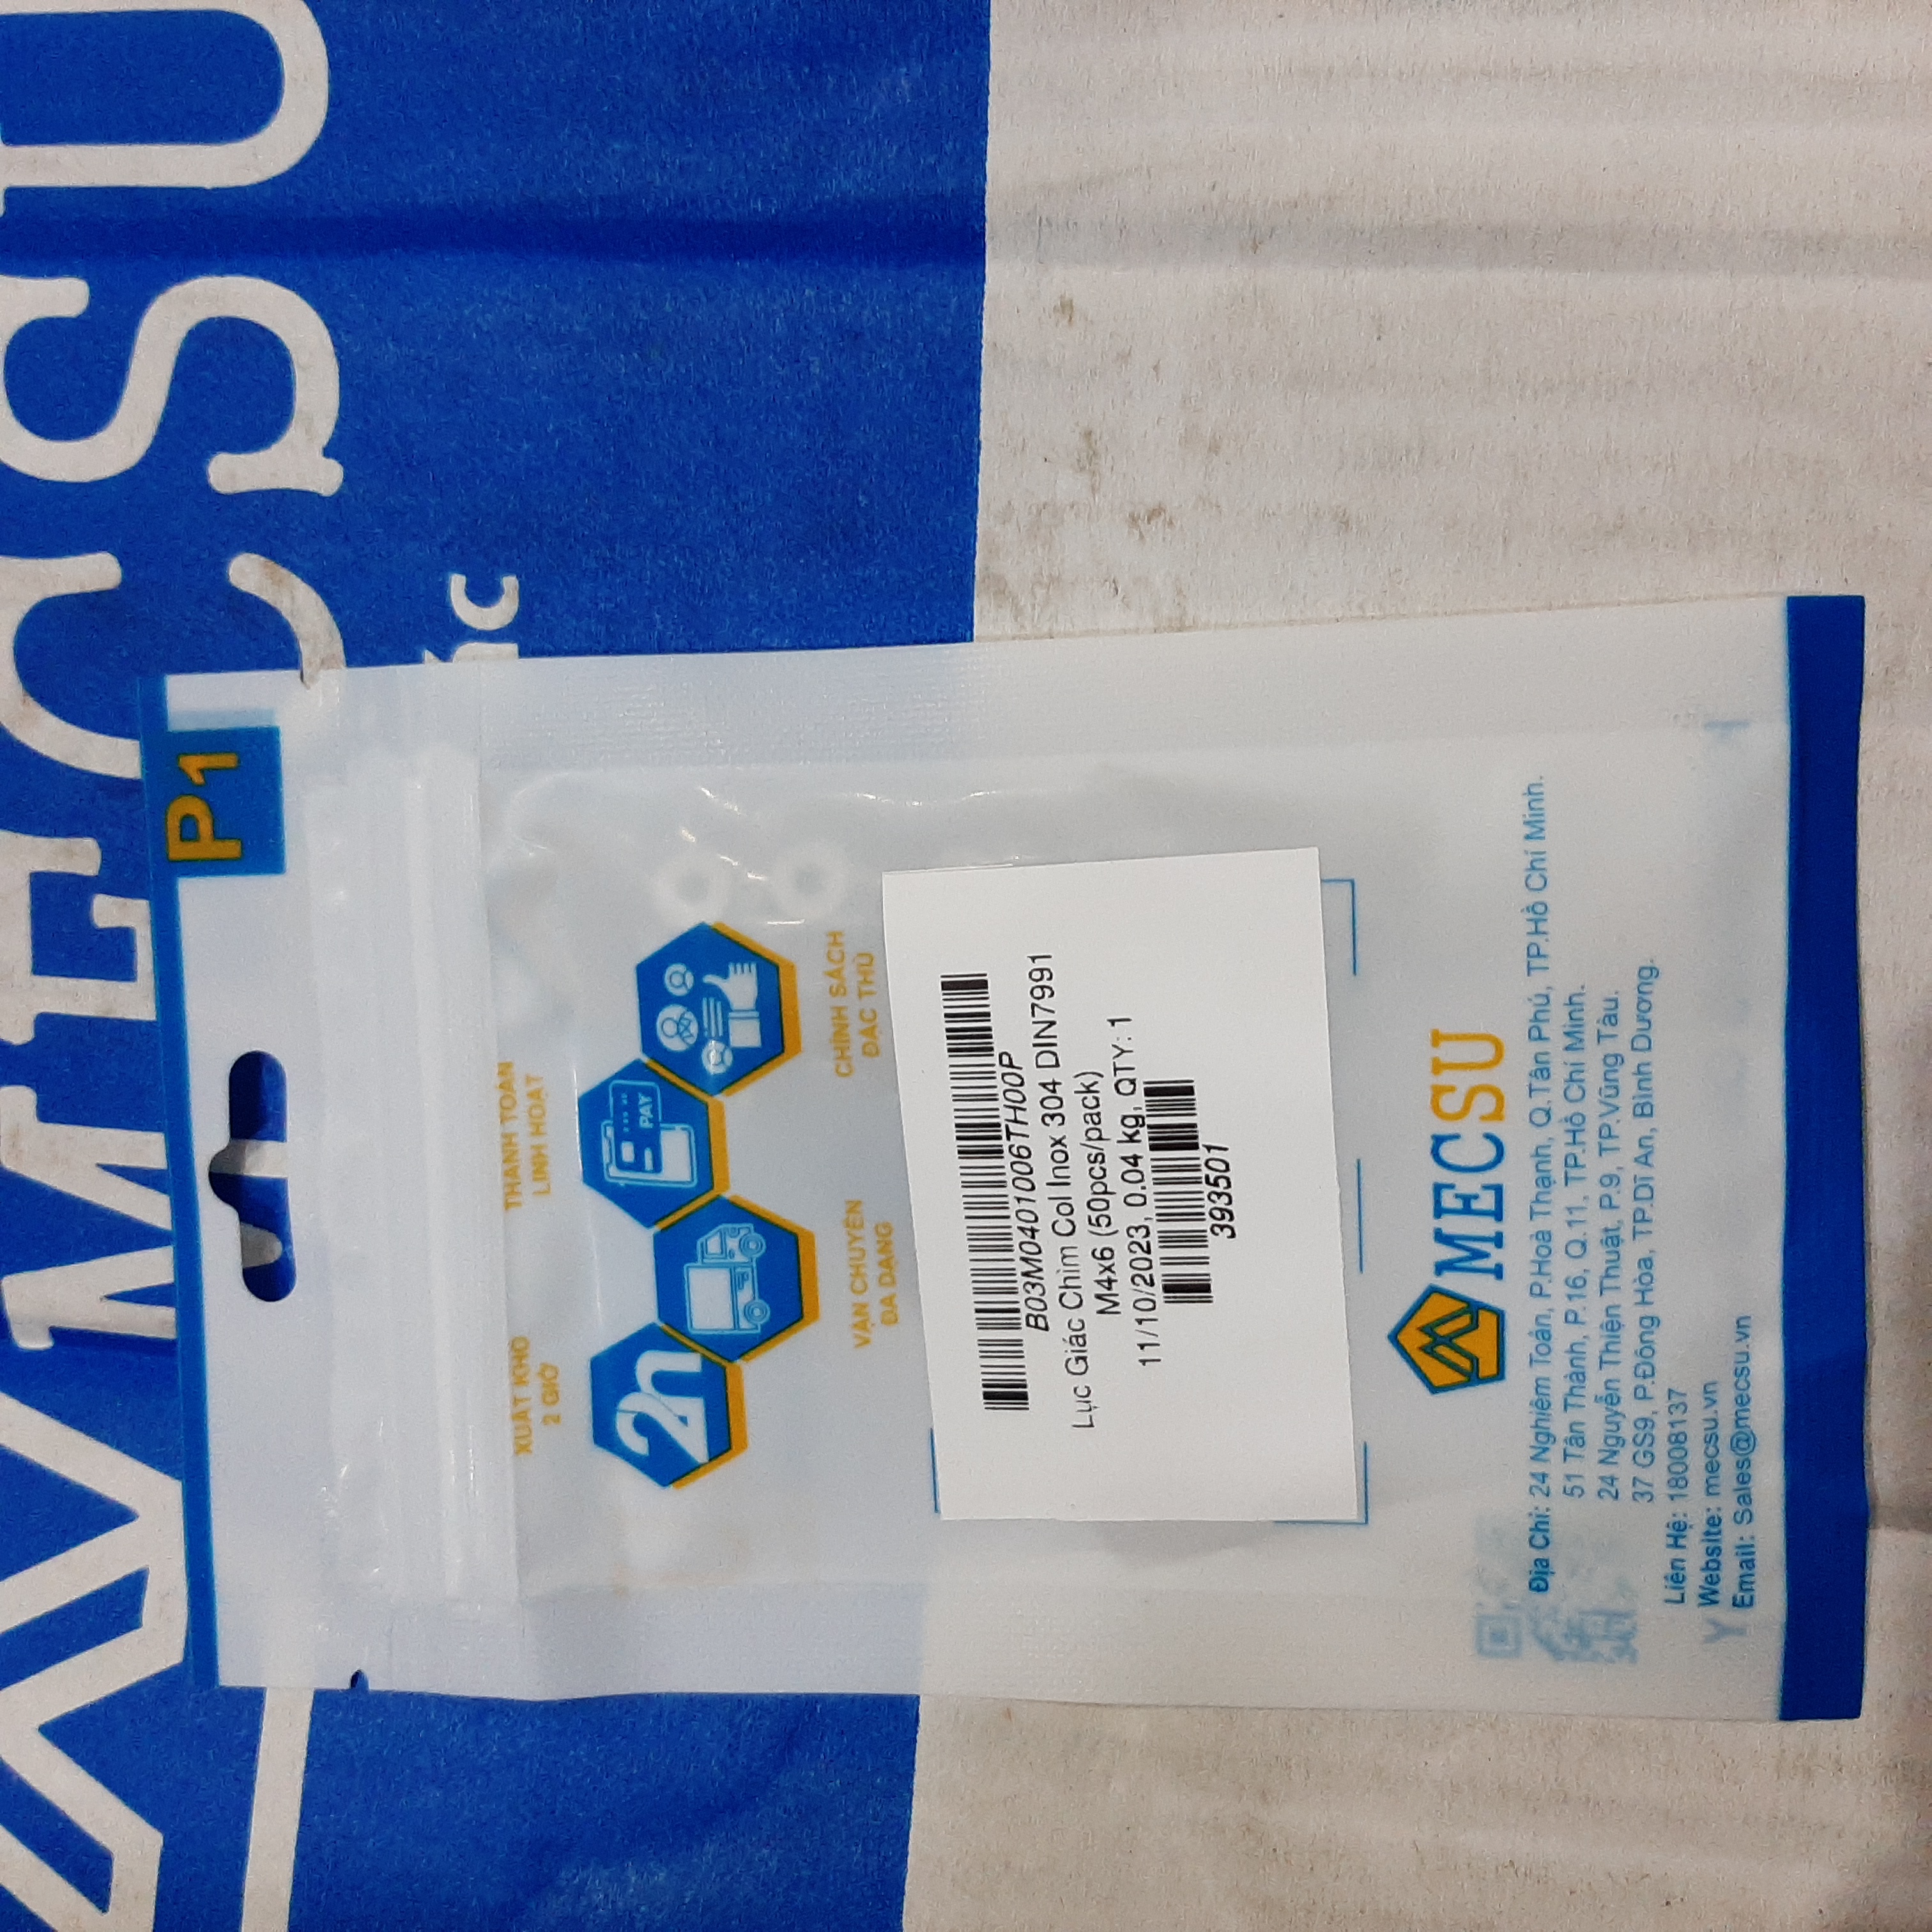 MECSU
P1
XUẤT KHO
2 GIỜ
THANH TOÁN
LINH HOẠT
2h
PAY
VẬN CHUYỂN
ĐA DẠNG
CHÍNH SÁCH
ĐẶC THÙ
B03M0401006TH00P
Lục Giác Chìm Col Inox 304 DIN7991
M4x6 (50pcs/pack)
11/10/2023, 0.04 kg, QTY: 1
393501
MECSU
Địa Chỉ: 24 Nghiêm Toản, P.Hoà Thạnh, Q.Tân Phú, TP.Hồ Chí Minh.
51 Tân Thành, P.16, Q.11, TP.Hồ Chí Minh.
24 Nguyễn Thiện Thuật, P.9, TP.Vũng Tàu.
37 GS9, P.Đông Hòa, TP.Dĩ An, Bình Dương.
Liên Hệ: 18008137
Website: mecsu.vn
Email: Sales@mecsu.vn